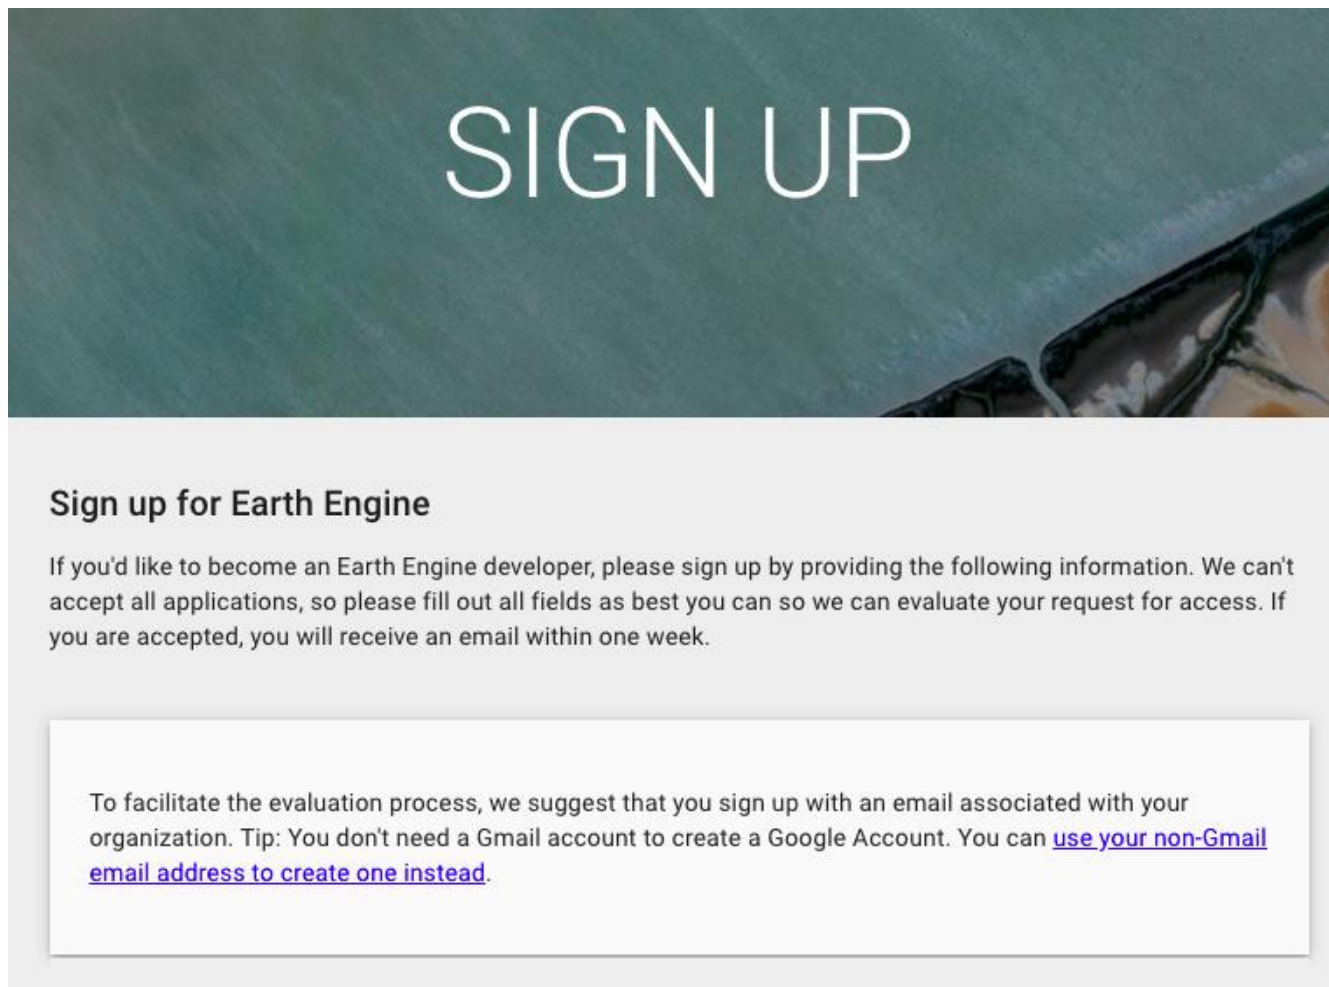 SIGN UP
Sign up for Earth Engine
If you'd like to become an Earth Engine developer, please sign up by providing the following information. We can't
accept all applications, so please fill out all fields as best you can so we can evaluate your request for access. If
you are accepted, you will receive an email within one week.
To facilitate the evaluation process, we suggest that you sign up with an email associated with your
organization. Tip: You don't need a Gmail account to create a Google Account. You can use your non-Gmail
email address to create one instead.